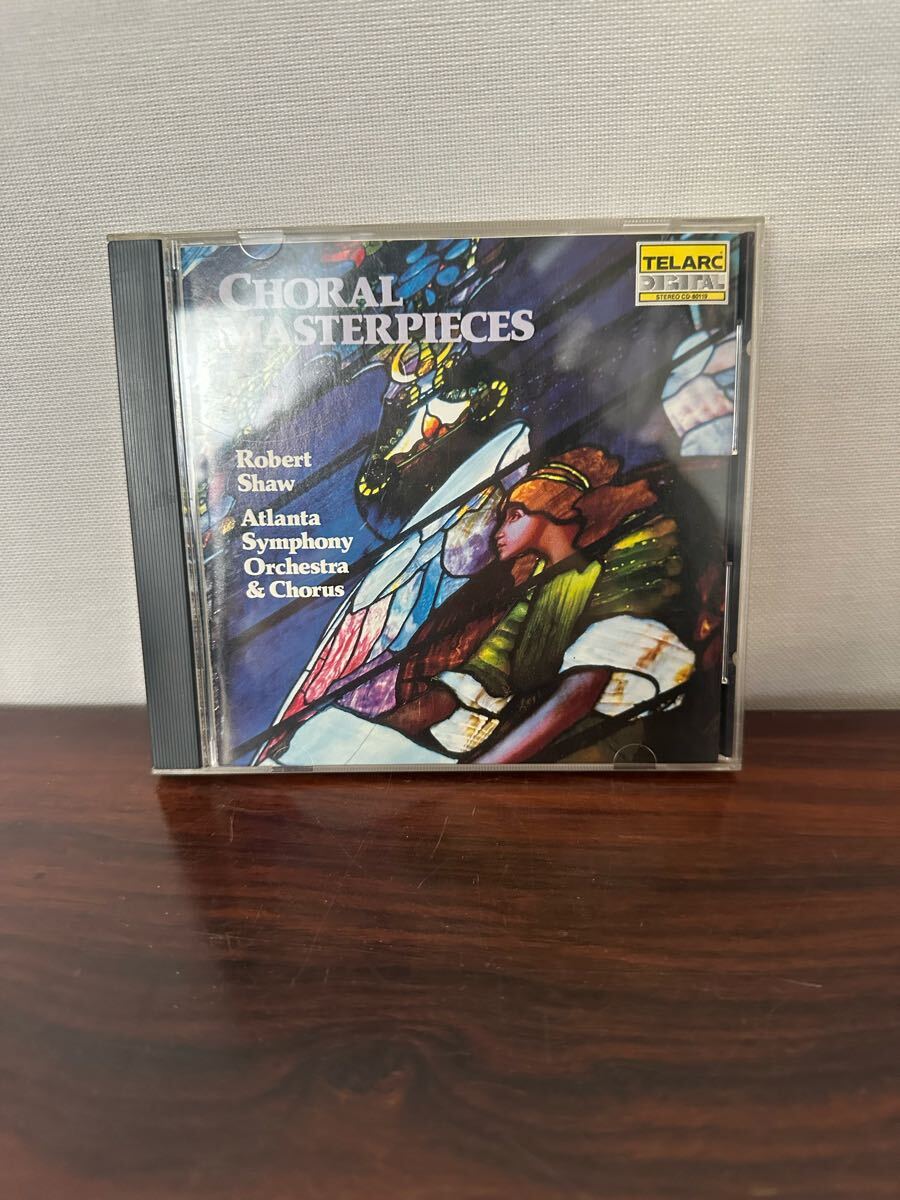 CHORAL
MASTERPIECES
TELARC
DIGITAL
STEREO CD-80119
Robert
Shaw
Atlanta
Symphony
Orchestra
& Chorus